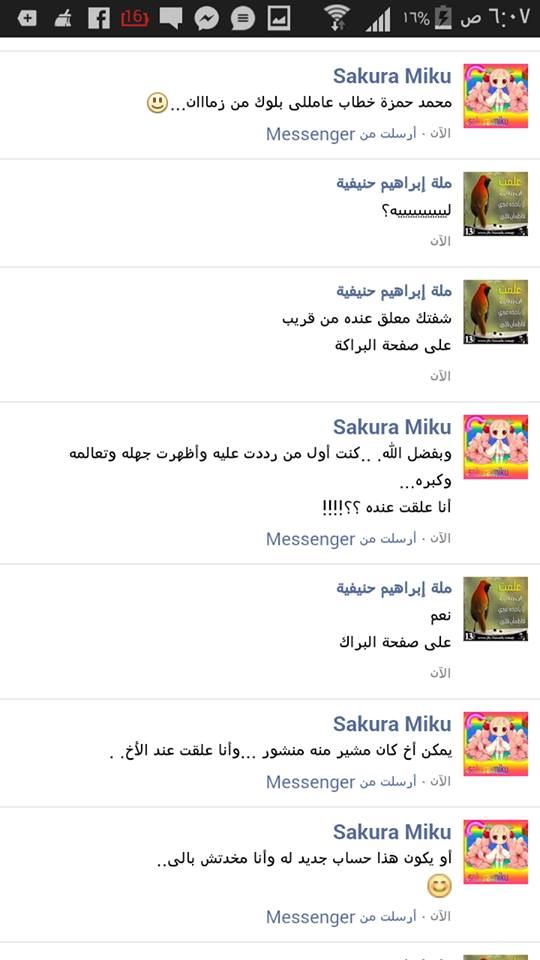 ٦:٠٧ ص
١٦%
16
Sakura Miku
محمد حمزة خطاب عامللى بلوك من زماااان...
الآن · أرسلت من Messenger
ملة إبراهيم حنيفية
ليييييييييييه؟
الآن
ملة إبراهيم حنيفية
شفتك معلق عنده من قريب
على صفحة البراكة
الآن
Sakura Miku
وبفضل الله. ..كنت أول من رددت عليه وأظهرت جهله وتعالمه
وكبره...
أنا علقت عنده ؟؟!!!!
الآن · أرسلت من Messenger
ملة إبراهيم حنيفية
نعم
على صفحة البراك
الآن
Sakura Miku
يمكن أخ كان مشير منه منشور ...وأنا علقت عند الأخ. .
الآن · أرسلت من Messenger
Sakura Miku
أو يكون هذا حساب جديد له وأنا مخدتش بالى..
الآن · أرسلت من Messenger